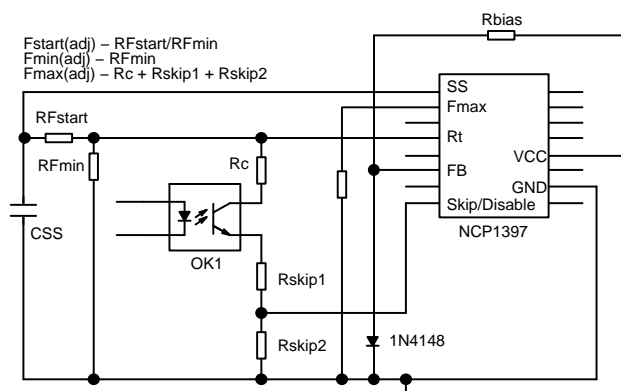 Rbias
Fstart(adj) – RFstart/RFmin
Fmin(adj) – RFmin
Fmax(adj) – Rc + Rskip1 + Rskip2
SS
Fmax
RFstart
Rt
RFmin
Rc
VCC
FB
GND
Skip/Disable
CSS
NCP1397
OK1
Rskip1
1N4148
Rskip2